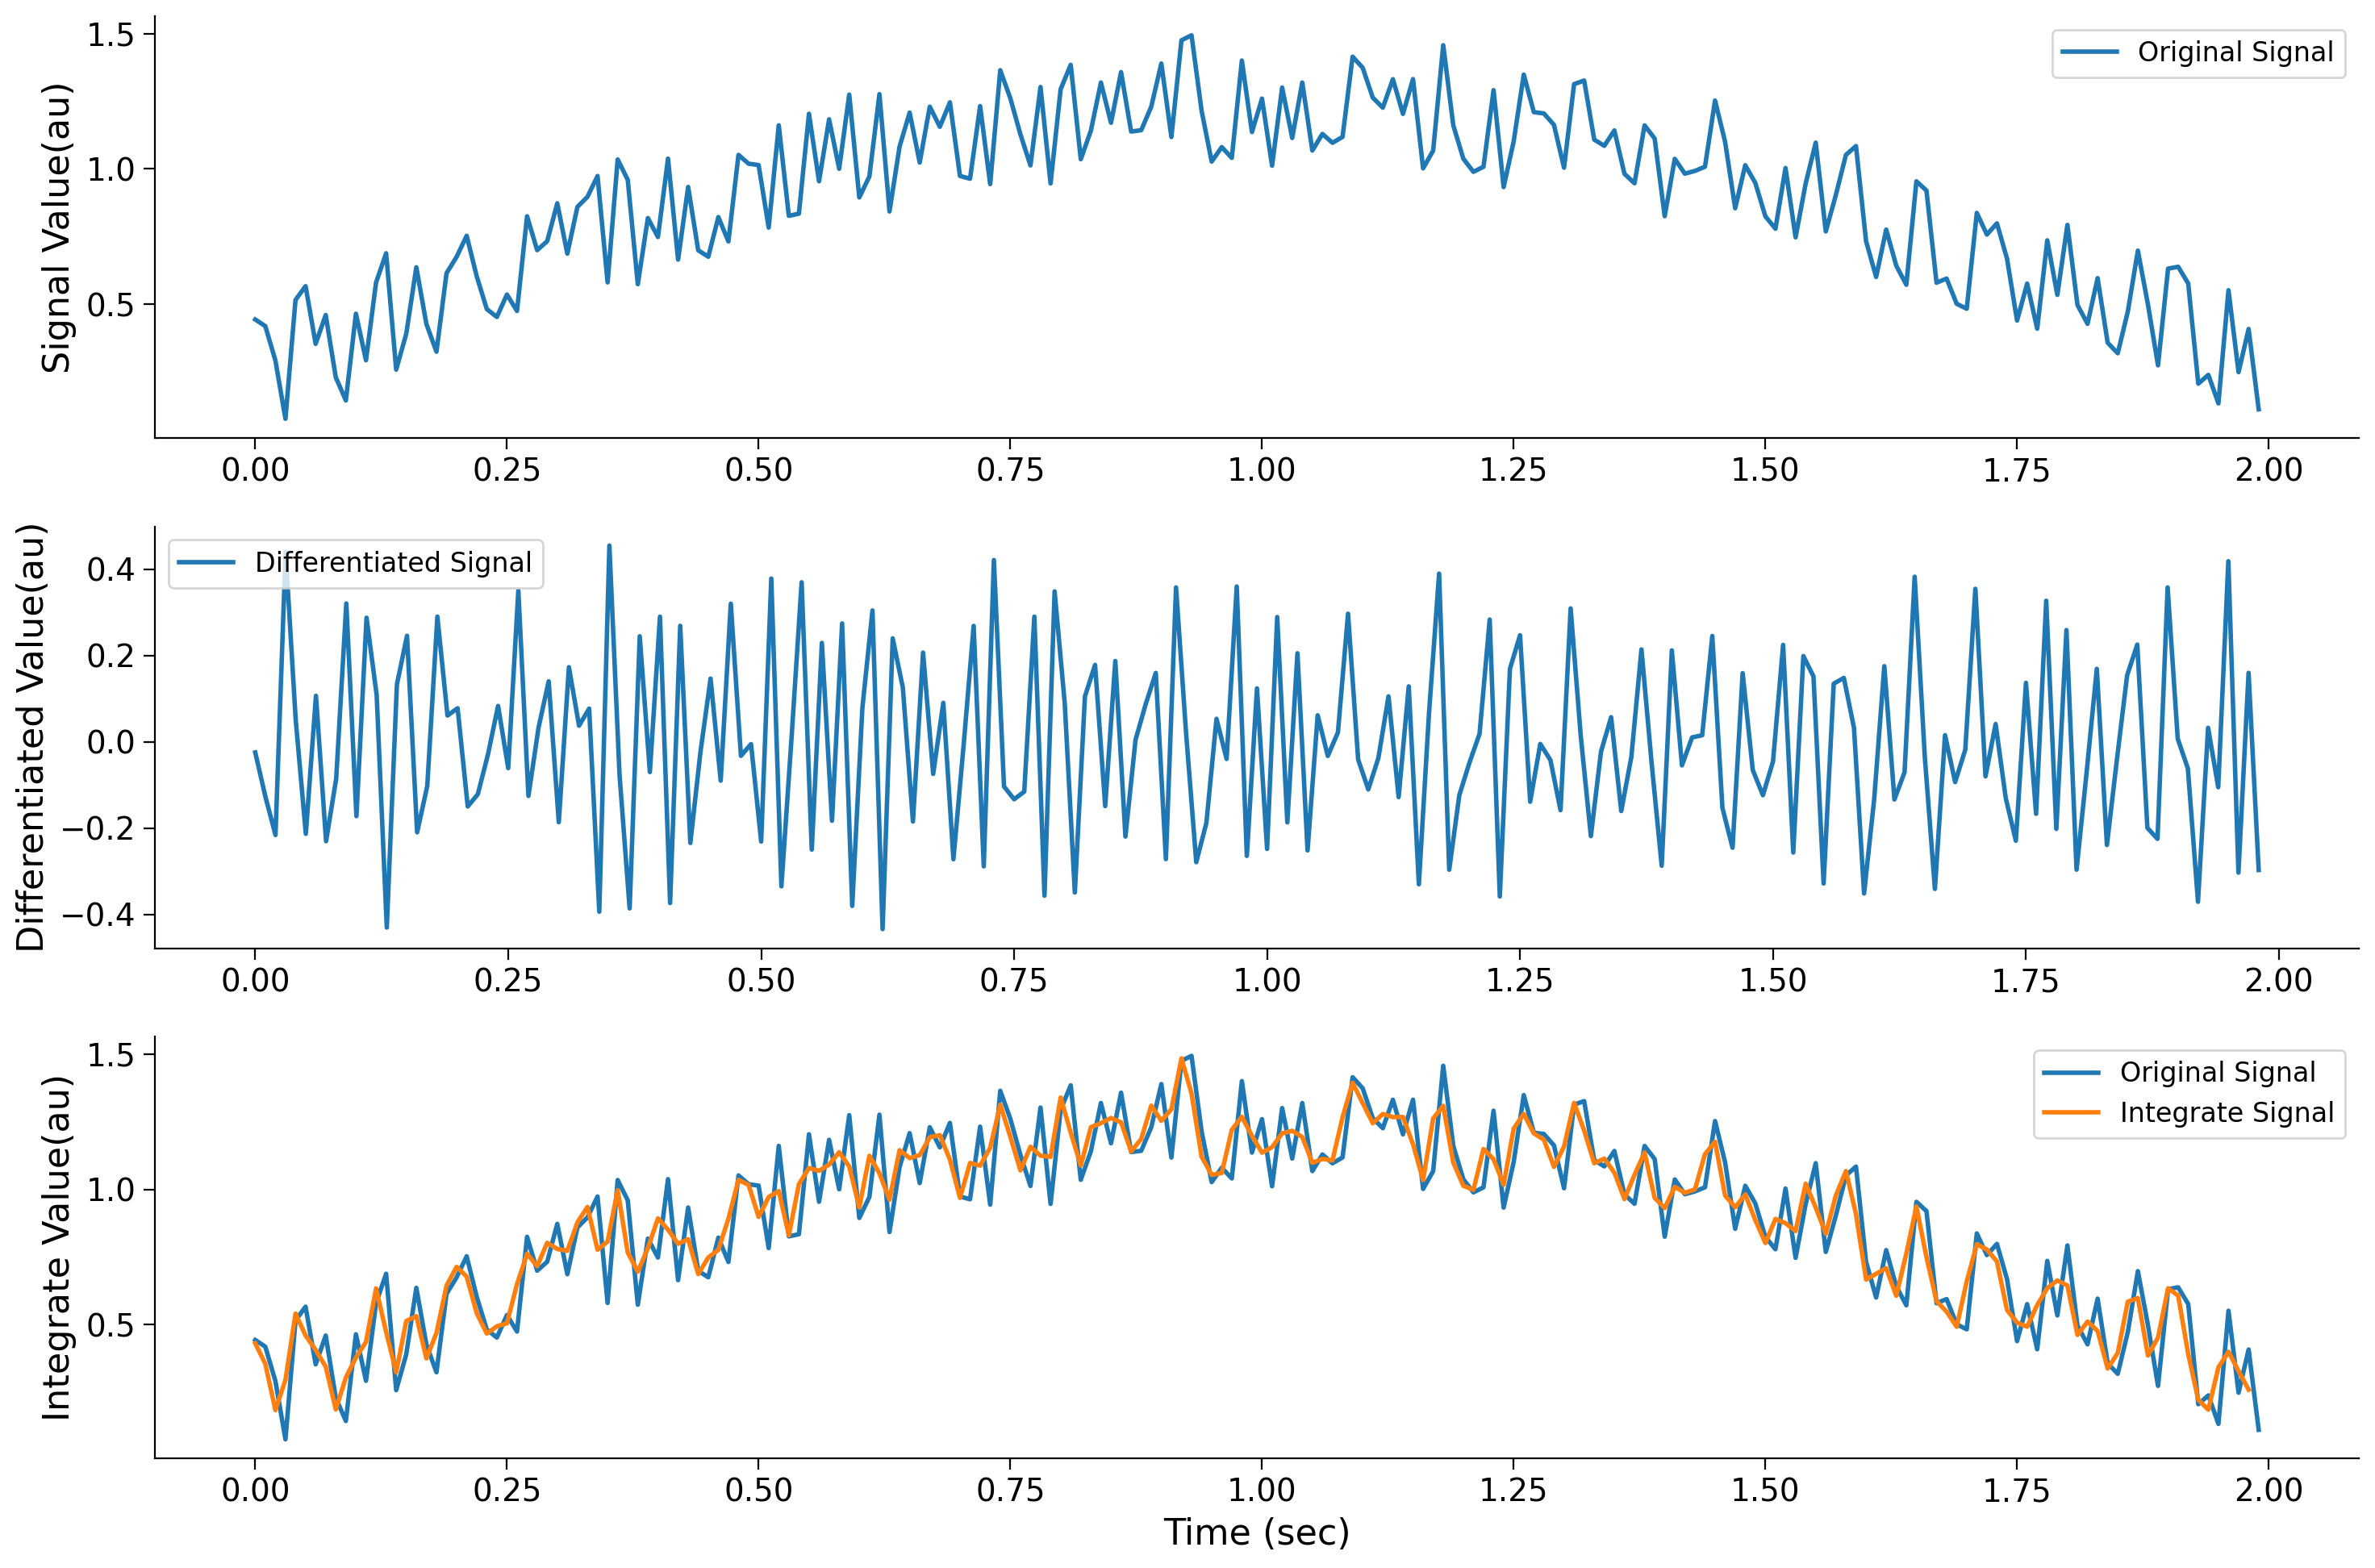 Signal Value(au)
1.5
1.0
0.5
Original Signal
0.00 0.25 0.50 0.75 1.00 1.25 1.50 1.75 2.00
Differentiated Value(au)
0.4
0.2
0.0
−0.2
−0.4
Differentiated Signal
0.00 0.25 0.50 0.75 1.00 1.25 1.50 1.75 2.00
Integrate Value(au)
1.5
1.0
0.5
Original Signal
Integrate Signal
0.00 0.25 0.50 0.75 1.00 1.25 1.50 1.75 2.00
Time (sec)